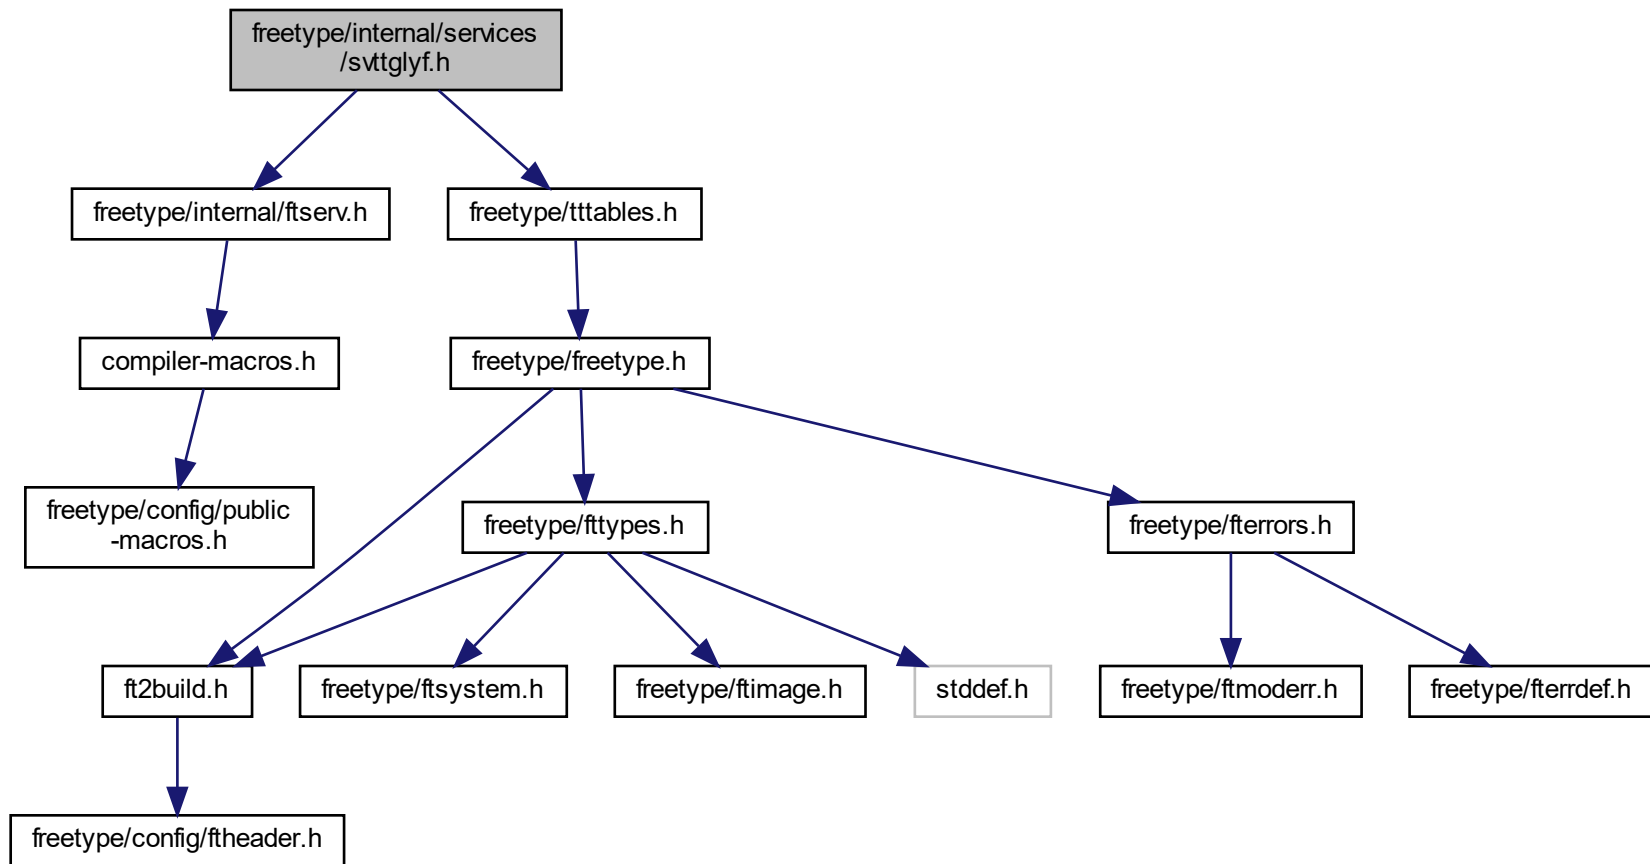 freetype/internal/services
/svttglyf.h
freetype/internal/ftserv.h
freetype/tttables.h
compiler-macros.h
freetype/freetype.h
freetype/config/public
-macros.h
freetype/fttypes.h
freetype/fterrors.h
ft2build.h
freetype/ftsystem.h
freetype/ftimage.h
stddef.h
freetype/ftmoderr.h
freetype/fterrdef.h
freetype/config/ftheader.h